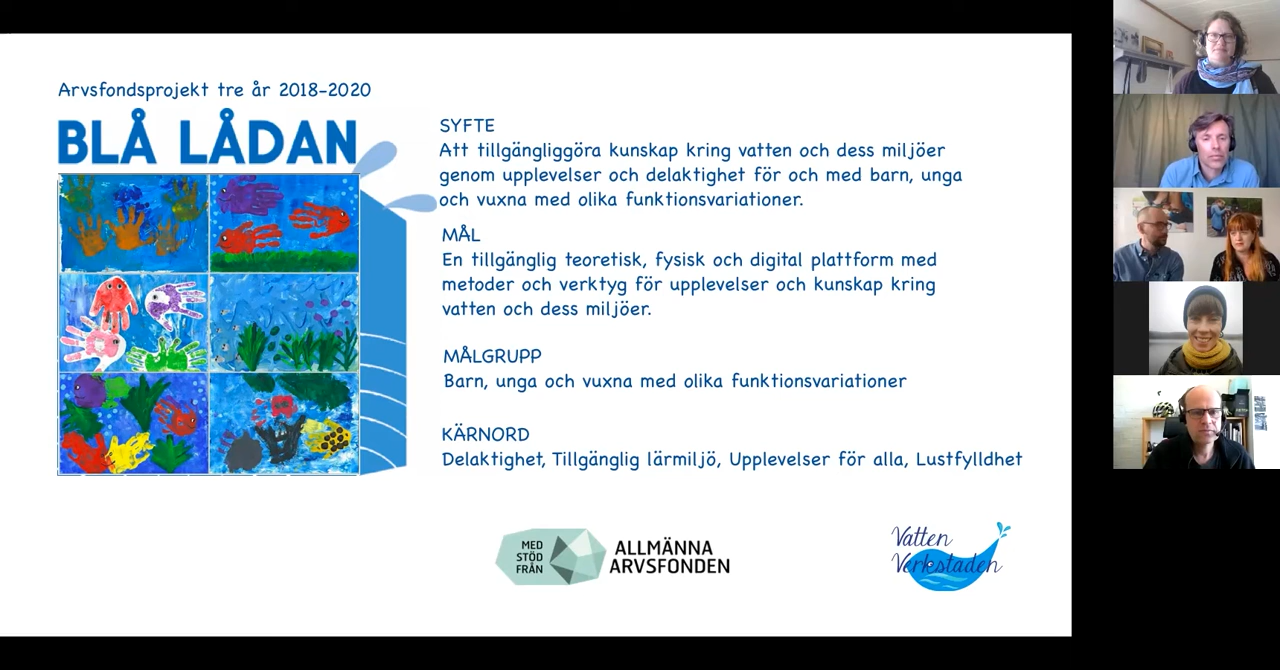 Arvsfondsprojekt tre år 2018-2020
BLÅ LÅDAN
SYFTE
Att tillgängliggöra kunskap kring vatten och dess miljöer
genom upplevelser och delaktighet för och med barn, unga
och vuxna med olika funktionsvariationer.
MÅL
En tillgänglig teoretisk, fysisk och digital plattform med
metoder och verktyg för upplevelser och kunskap kring
vatten och dess miljöer.
MÅLGRUPP
Barn, unga och vuxna med olika funktionsvariationer
KÄRNORD
Delaktighet, Tillgänglig lärmiljö, Upplevelser för alla, Lustfylldhet
MED
STÖD
FRÅN
ALLMÄNNA
ARVSFONDEN
Vatten
Verkstaden